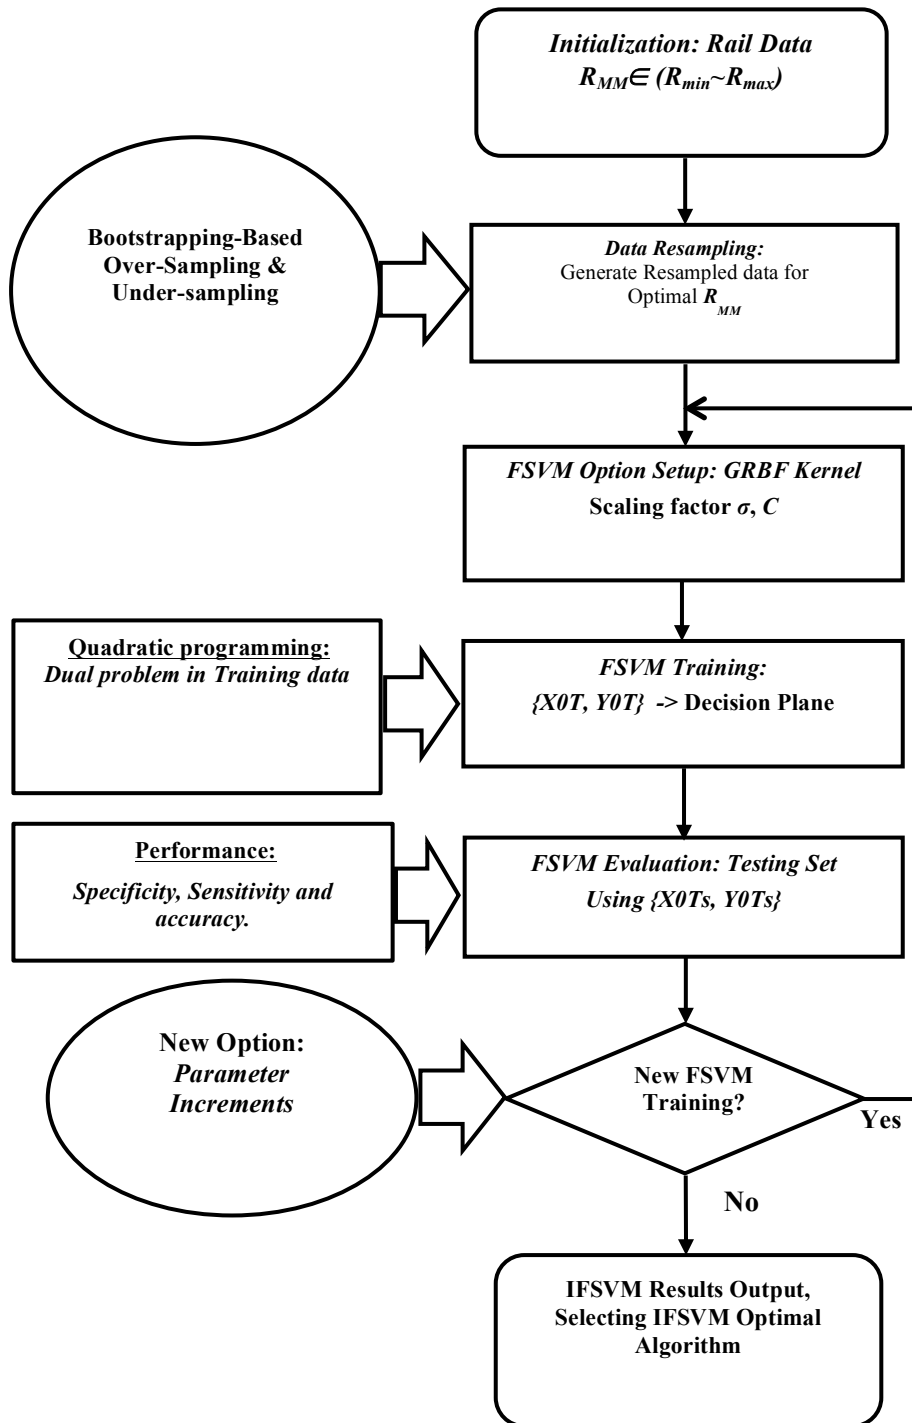 Initialization: Rail Data
R_MM∈ (R_min~R_max)
Bootstrapping-Based
Over-Sampling &
Under-sampling
Data Resampling:
Generate Resampled data for
Optimal R_MM
FSVM Option Setup: GRBF Kernel
Scaling factor σ, C
Quadratic programming:
Dual problem in Training data
FSVM Training:
{X0T, Y0T} -> Decision Plane
Performance:
Specificity, Sensitivity and
accuracy.
FSVM Evaluation: Testing Set
Using {X0Ts, Y0Ts}
New Option:
Parameter
Increments
New FSVM
Training?
Yes
No
IFSVM Results Output,
Selecting IFSVM Optimal
Algorithm